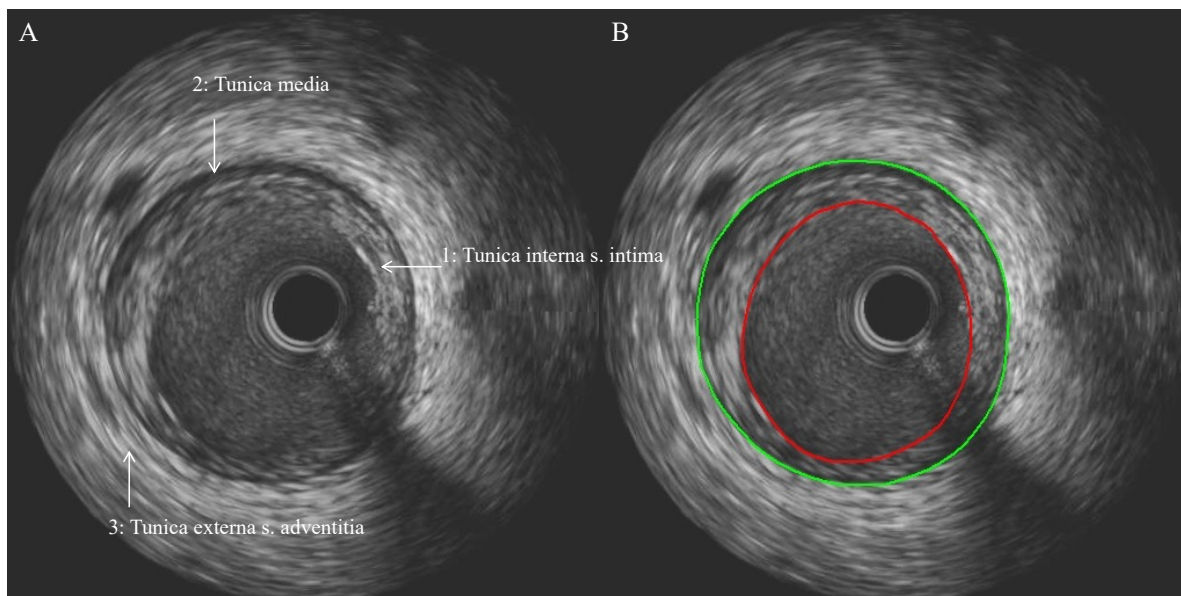 A
B
2: Tunica media
1: Tunica interna s. intima
3: Tunica externa s. adventitia